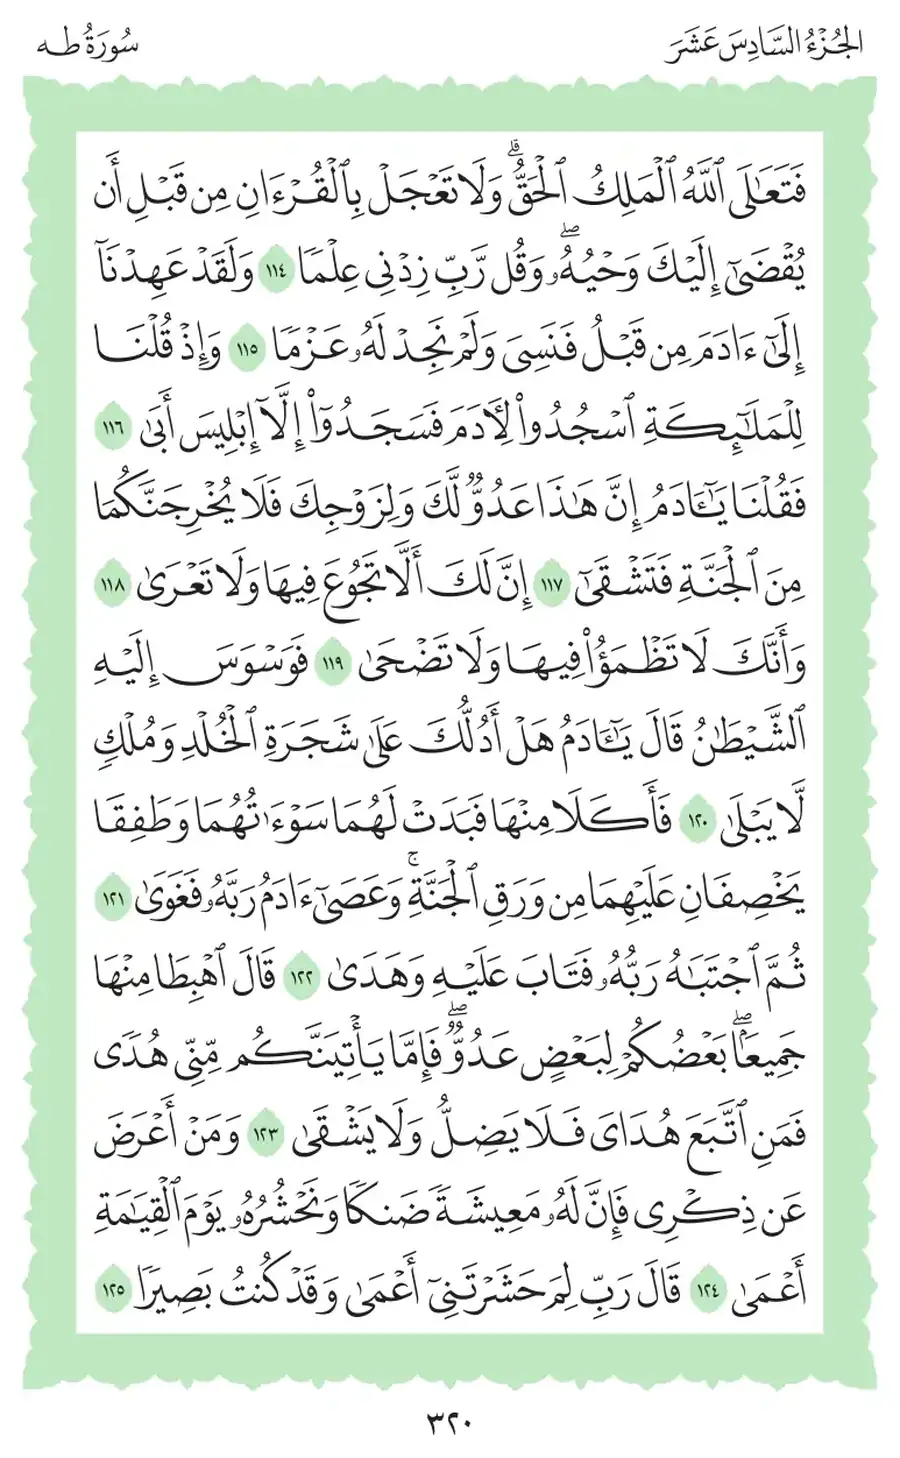 الجُزْءُ السَّادِسَ عَشَرَ
سُورَةُ طه
فَتَعَٰلَى ٱللَّهُ ٱلۡمَلِكُ ٱلۡحَقُّۗ وَلَا تَعۡجَلۡ بِٱلۡقُرۡءَانِ مِن قَبۡلِ أَن
يُقۡضَىٰٓ إِلَيۡكَ وَحۡيُهُۥۖ وَقُل رَّبِّ زِدۡنِي عِلۡمٗا ١١٤ وَلَقَدۡ عَهِدۡنَآ
إِلَىٰٓ ءَادَمَ مِن قَبۡلُ فَنَسِيَ وَلَمۡ نَجِدۡ لَهُۥ عَزۡمٗا ١١٥ وَإِذۡ قُلۡنَا
لِلۡمَلَٰٓئِكَةِ ٱسۡجُدُواْ لِأٓدَمَ فَسَجَدُوٓاْ إِلَّآ إِبۡلِيسَ أَبَىٰ ١١٦
فَقُلۡنَا يَٰٓـَٔادَمُ إِنَّ هَٰذَا عَدُوّٞ لَّكَ وَلِزَوۡجِكَ فَلَا يُخۡرِجَنَّكُمَا
مِنَ ٱلۡجَنَّةِ فَتَشۡقَىٰٓ ١١٧ إِنَّ لَكَ أَلَّا تَجُوعَ فِيهَا وَلَا تَعۡرَىٰ ١١٨
وَأَنَّكَ لَا تَظۡمَؤُاْ فِيهَا وَلَا تَضۡحَىٰ ١١٩ فَوَسۡوَسَ إِلَيۡهِ
ٱلشَّيۡطَٰنُ قَالَ يَٰٓـَٔادَمُ هَلۡ أَدُلُّكَ عَلَىٰ شَجَرَةِ ٱلۡخُلۡدِ وَمُلۡكٖ
لَّا يَبۡلَىٰ ١٢٠ فَأَكَلَا مِنۡهَا فَبَدَتۡ لَهُمَا سَوۡءَٰتُهُمَا وَطَفِقَا
يَخۡصِفَانِ عَلَيۡهِمَا مِن وَرَقِ ٱلۡجَنَّةِۚ وَعَصَىٰٓ ءَادَمُ رَبَّهُۥ فَغَوَىٰ ١٢١
ثُمَّ ٱجۡتَبَٰهُ رَبُّهُۥ فَتَابَ عَلَيۡهِ وَهَدَىٰ ١٢٢ قَالَ ٱهۡبِطَا مِنۡهَا
جَمِيعَۢاۖ بَعۡضُكُمۡ لِبَعۡضٍ عَدُوّٞۖ فَإِمَّا يَأۡتِيَنَّكُم مِّنِّي هُدٗى
فَمَنِ ٱتَّبَعَ هُدَايَ فَلَا يَضِلُّ وَلَا يَشۡقَىٰ ١٢٣ وَمَنۡ أَعۡرَضَ
عَن ذِكۡرِي فَإِنَّ لَهُۥ مَعِيشَةٗ ضَنكٗا وَنَحۡشُرُهُۥ يَوۡمَ ٱلۡقِيَٰمَةِ
أَعۡمَىٰ ١٢٤ قَالَ رَبِّ لِمَ حَشَرۡتَنِيٓ أَعۡمَىٰ وَقَدۡ كُنتُ بَصِيرٗا ١٢٥
٣٢٠